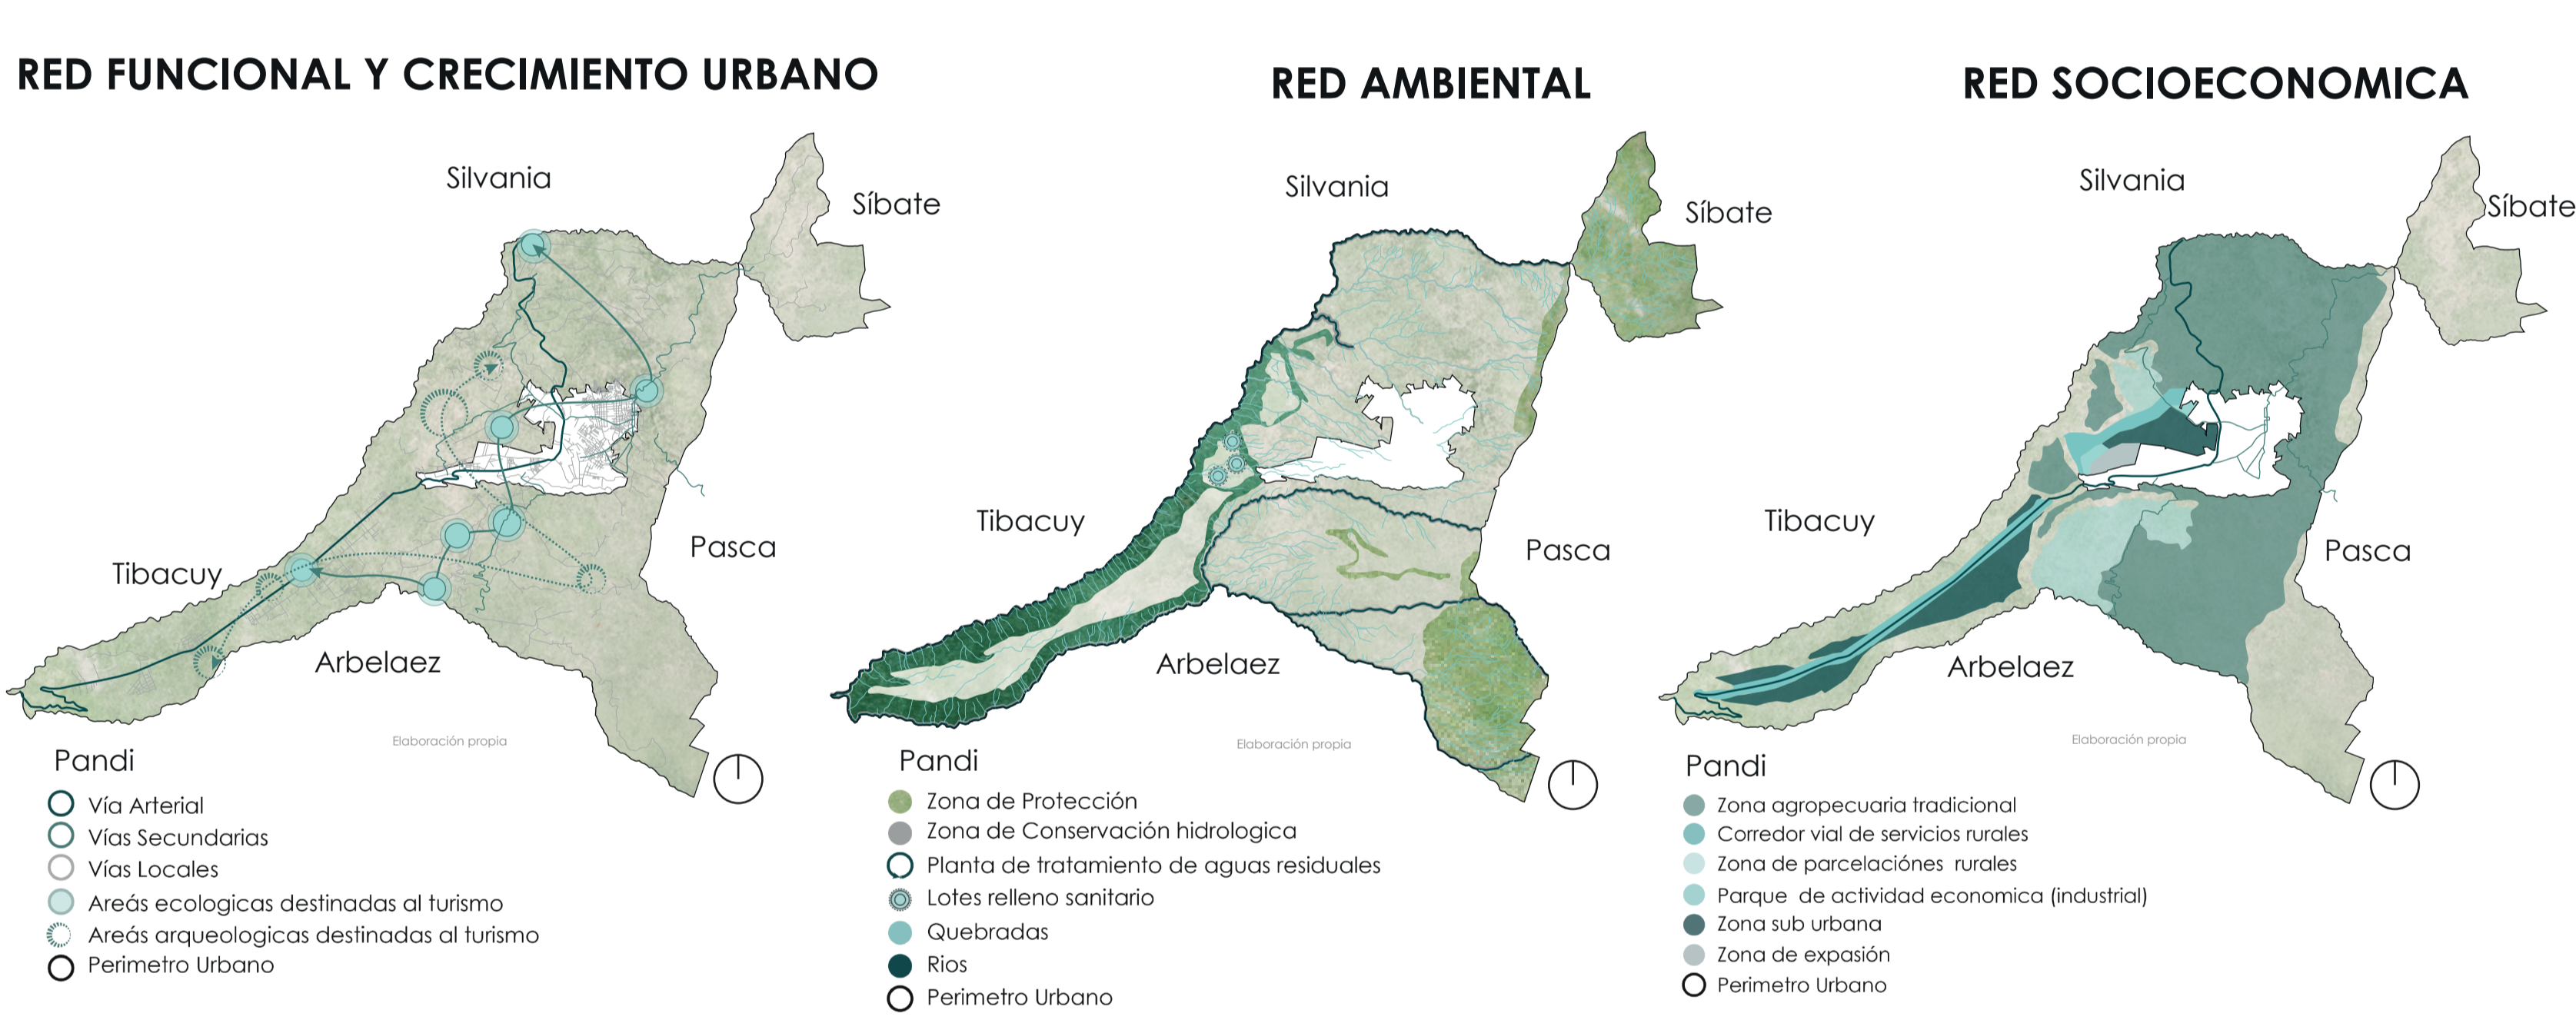 RED FUNCIONAL Y CRECIMIENTO URBANO
Silvania
Síbate
Tibacuy
Pasca
Arbelaez
Elaboración propia
Pandi
Vía Arterial
Vías Secundarias
Vías Locales
Areás ecologicas destinadas al turismo
Areás arqueologicas destinadas al turismo
Perimetro Urbano
RED AMBIENTAL
Silvania
Síbate
Tibacuy
Pasca
Arbelaez
Elaboración propia
Pandi
Zona de Protección
Zona de Conservación hidrologica
Planta de tratamiento de aguas residuales
Lotes relleno sanitario
Quebradas
Rios
Perimetro Urbano
RED SOCIOECONOMICA
Silvania
Síbate
Tibacuy
Pasca
Arbelaez
Elaboración propia
Pandi
Zona agropecuaria tradicional
Corredor vial de servicios rurales
Zona de parcelaciónes rurales
Parque de actividad economica (industrial)
Zona sub urbana
Zona de expasión
Perimetro Urbano